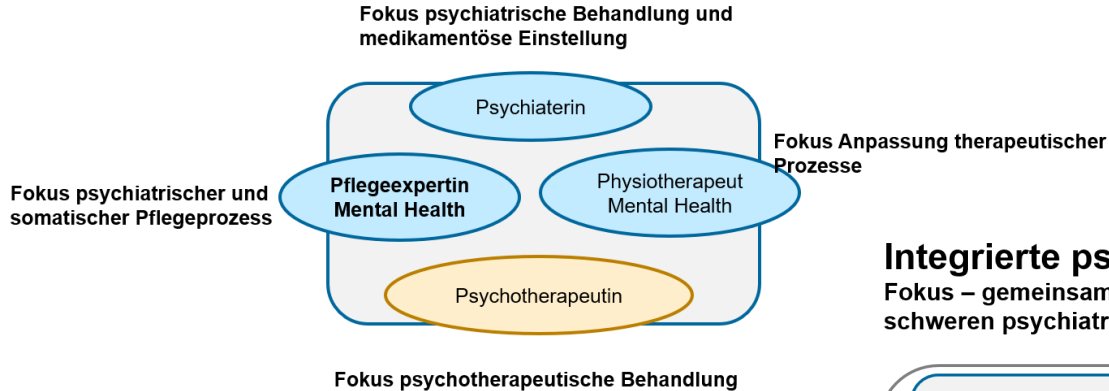 Fokus psychiatrische Behandlung und
medikamentöse Einstellung
Psychiaterin
Fokus Anpassung therapeutischer
Prozesse
Pflegeexpertin
Mental Health
Physiotherapeut
Mental Health
Fokus psychiatrischer und
somatischer Pflegeprozess
Psychotherapeutin
Fokus psychotherapeutische Behandlung
Integrierte ps
Fokus – gemeinsam
schweren psychiatr